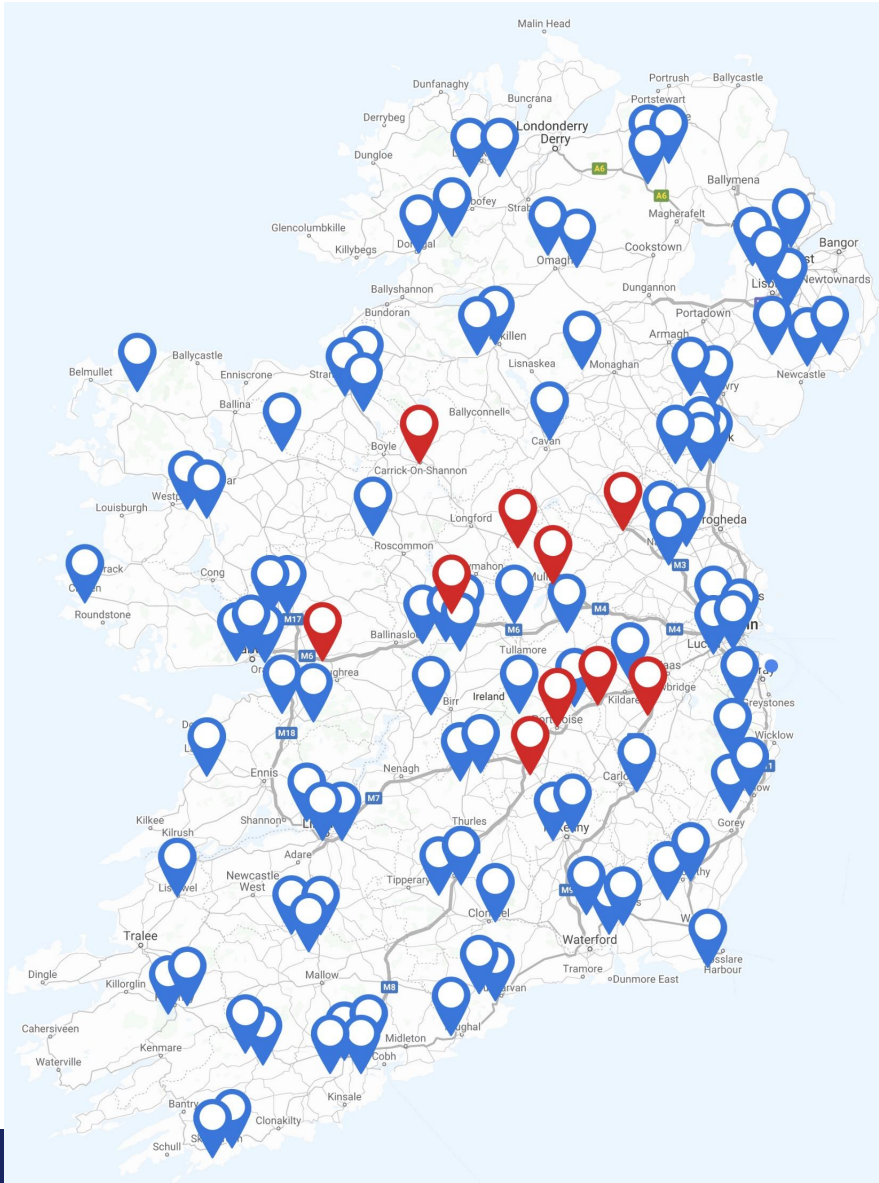 Malin Head
Portrush
Ballycastle
Dunfanaghy
Buncrana
Portstewart
Derrybeg
Londonderry
Derry
Dungloe
A6
Ballymena
A6
Magherafelt
Glencolumbkille
Killybegs
Bangor
Cookstown
Omagh
Newtownards
Ballyshannon
Dungannon
Bundoran
Portadown
Armagh
Lisnaskea
Monaghan
Ballycastle
Belmullet
Enniscrone
Newcastle
Ballina
Ballyconnell
Cavan
Boyle
Carrick-On-Shannon
Louisburgh
Longford
Roscommon
Cong
M3
Roundstone
M17
M4
Ballinasloe
M6
M4
M6
Tullamore
Birr
Ireland
Kildare
Greystones
M18
Wicklow
Ennis
Nenagh
M7
Shannon
Kilkee
Kilrush
Thurles
Gorey
Adare
Newcastle
West
Tipperary
Tralee
Waterford
Dingle
Killorglin
Mallow
Tramore
Dunmore East
Harbour
M8
Cahersiveen
Kenmare
Midleton
Cobh
Waterville
Kinsale
Bantry
Clonakilty
Schull